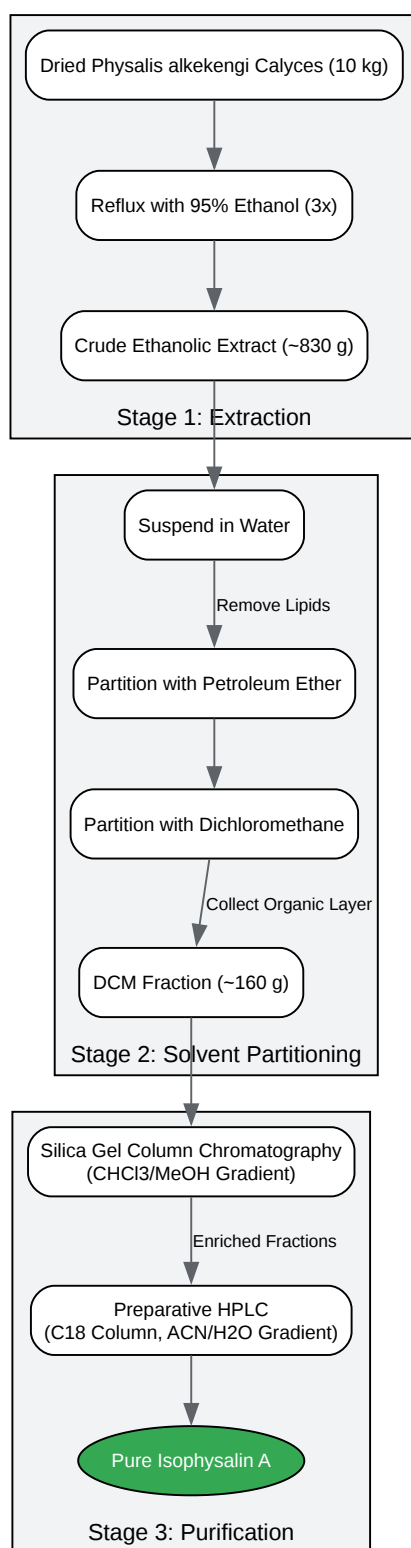 Dried Physalis alkekengi Calyces (10 kg)
Reflux with 95% Ethanol (3x)
Crude Ethanolic Extract (~830 g)
Stage 1: Extraction
Suspend in Water
Remove Lipids
Partition with Petroleum Ether
Partition with Dichloromethane
Collect Organic Layer
DCM Fraction (~160 g)
Stage 2: Solvent Partitioning
Silica Gel Column Chromatography
(CHCl3/MeOH Gradient)
Enriched Fractions
Preparative HPLC
(C18 Column, ACN/H2O Gradient)
Pure Isophysalin A
Stage 3: Purification